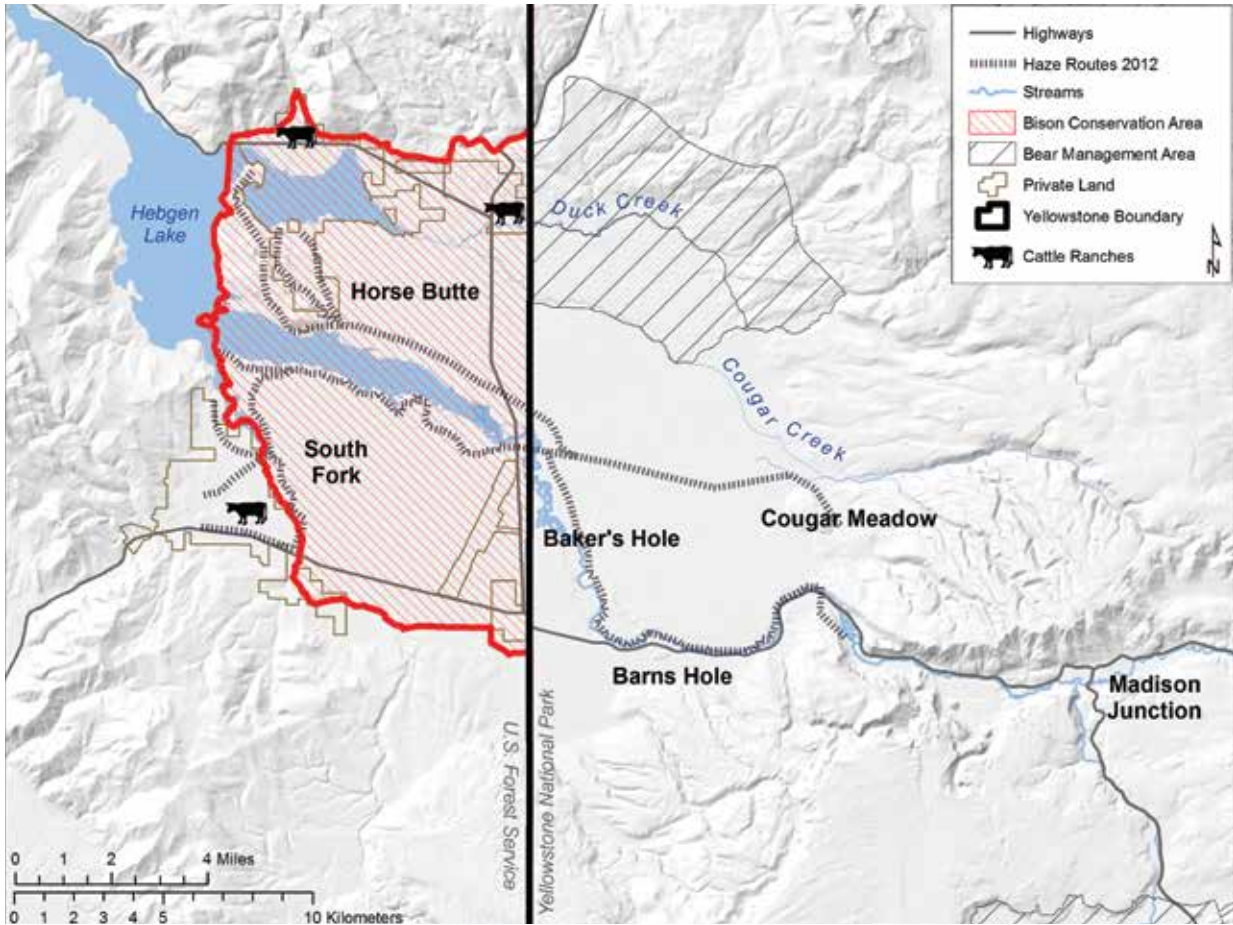 Highways
Haze Routes 2012
Streams
Bison Conservation Area
Bear Management Area
Private Land
Yellowstone Boundary
Cattle Ranches
N
Hebgen
Lake
Duck Creek
Horse Butte
Cougar Creek
South
Fork
Cougar Meadow
Baker's Hole
Barns Hole
Madison
Junction
U.S. Forest Service
Yellowstone National Park
0 1 2 4 Miles
0 1 2 3 4 5 10 Kilometers